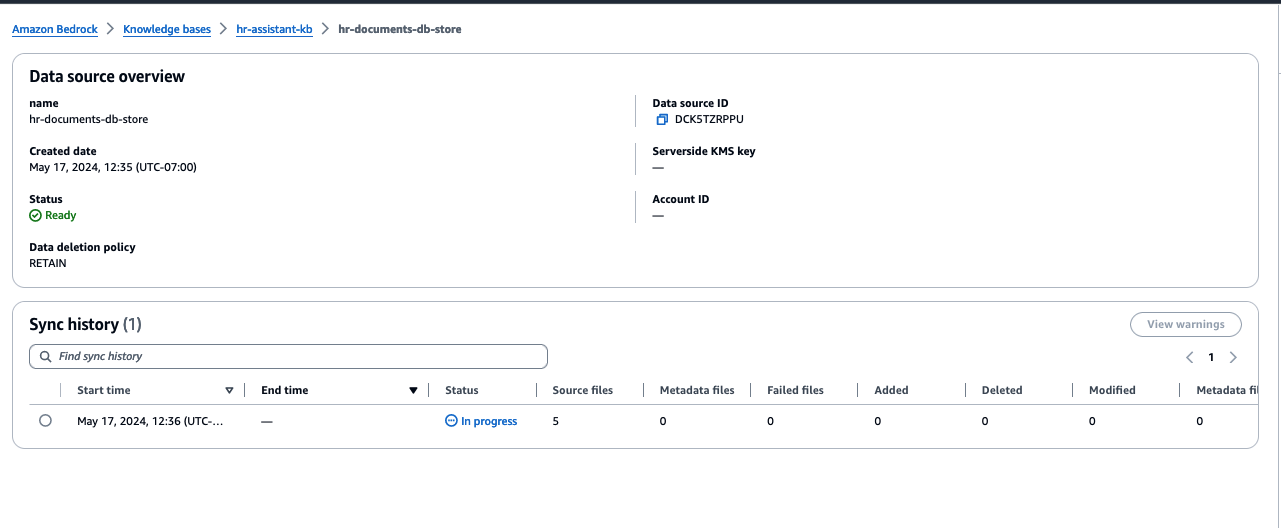 Amazon Bedrock > Knowledge bases > hr-assistant-kb > hr-documents-db-store
Data source overview
name
hr-documents-db-store
Data source ID
DCK5TZRPPU
Created date
May 17, 2024, 12:35 (UTC-07:00)
Serverside KMS key
—
Status
Ready
Account ID
—
Data deletion policy
RETAIN
Sync history (1)
View warnings
Find sync history
1
Start time End time Status Source files Metadata files Failed files Added Deleted Modified Metadata fil
May 17, 2024, 12:36 (UTC-... — In progress 5 0 0 0 0 0 0